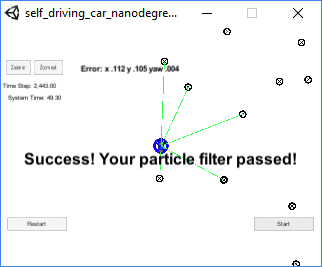 self_driving_car_nanodegre...
Error: x .112 y .105 yaw .004
Zoom in Zoom out
Time Step: 2,443.00
System Time: 49.30
Success! Your particle filter passed!
Restart
Start